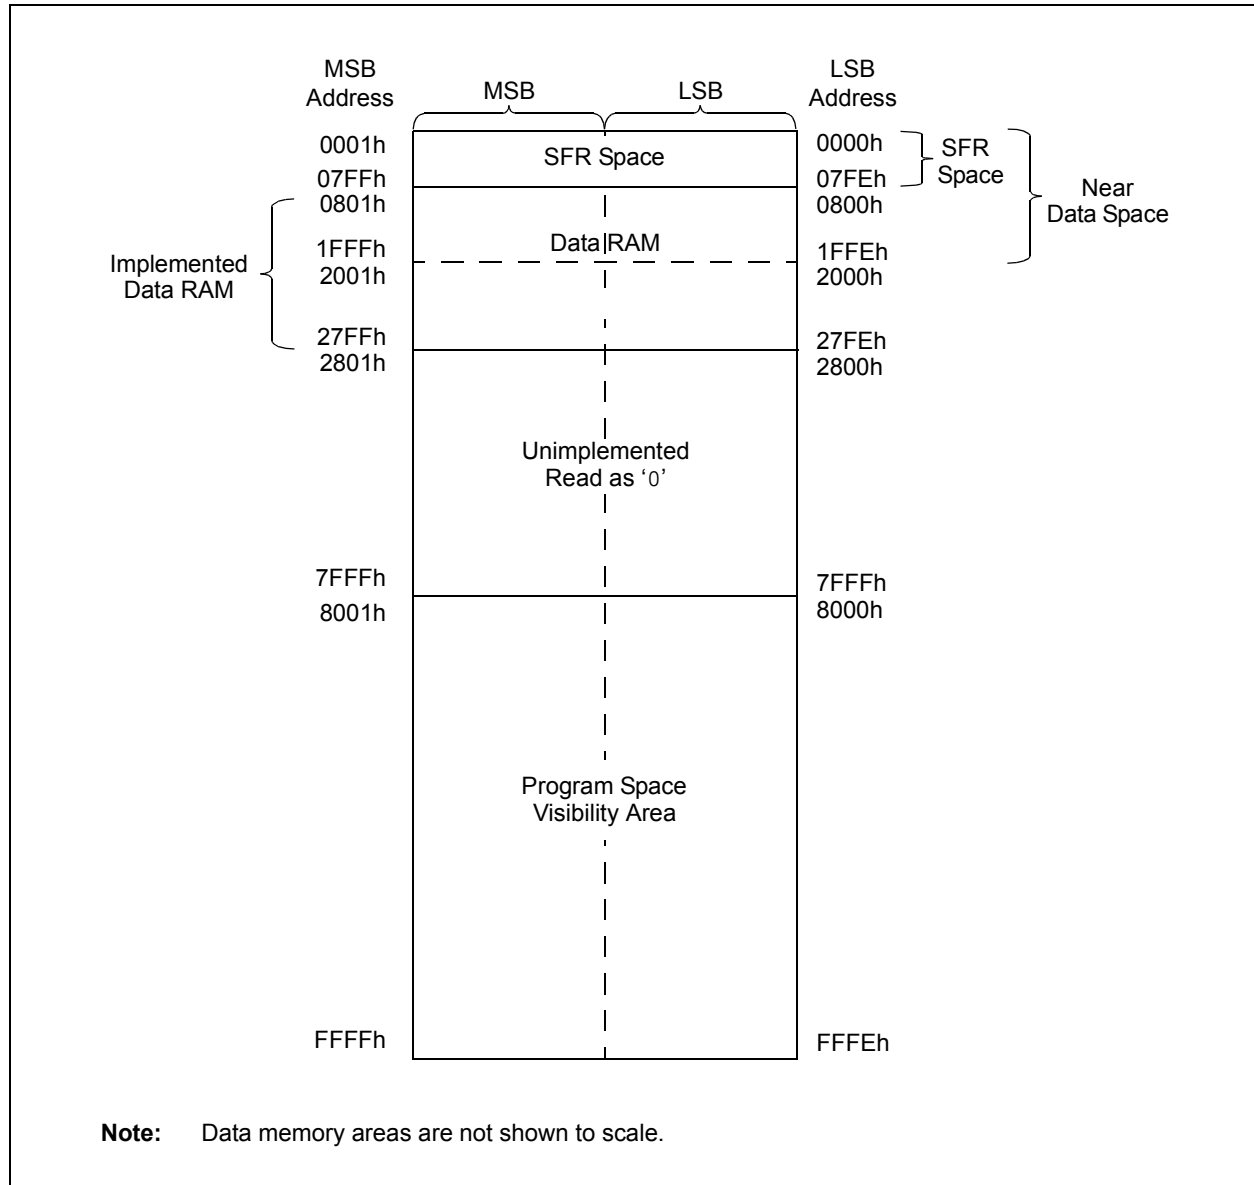 MSB
Address
MSB
LSB
LSB
Address
0001h
SFR Space
0000h
SFR
Space
07FFh
07FEh
0801h
0800h
Near
Data Space
Implemented
Data RAM
1FFFh
Data RAM
1FFEh
2001h
2000h
27FFh
27FEh
2801h
2800h
Unimplemented
Read as ‘0’
7FFFh
7FFFh
8001h
8000h
Program Space
Visibility Area
FFFFh
FFFEh
Note: Data memory areas are not shown to scale.